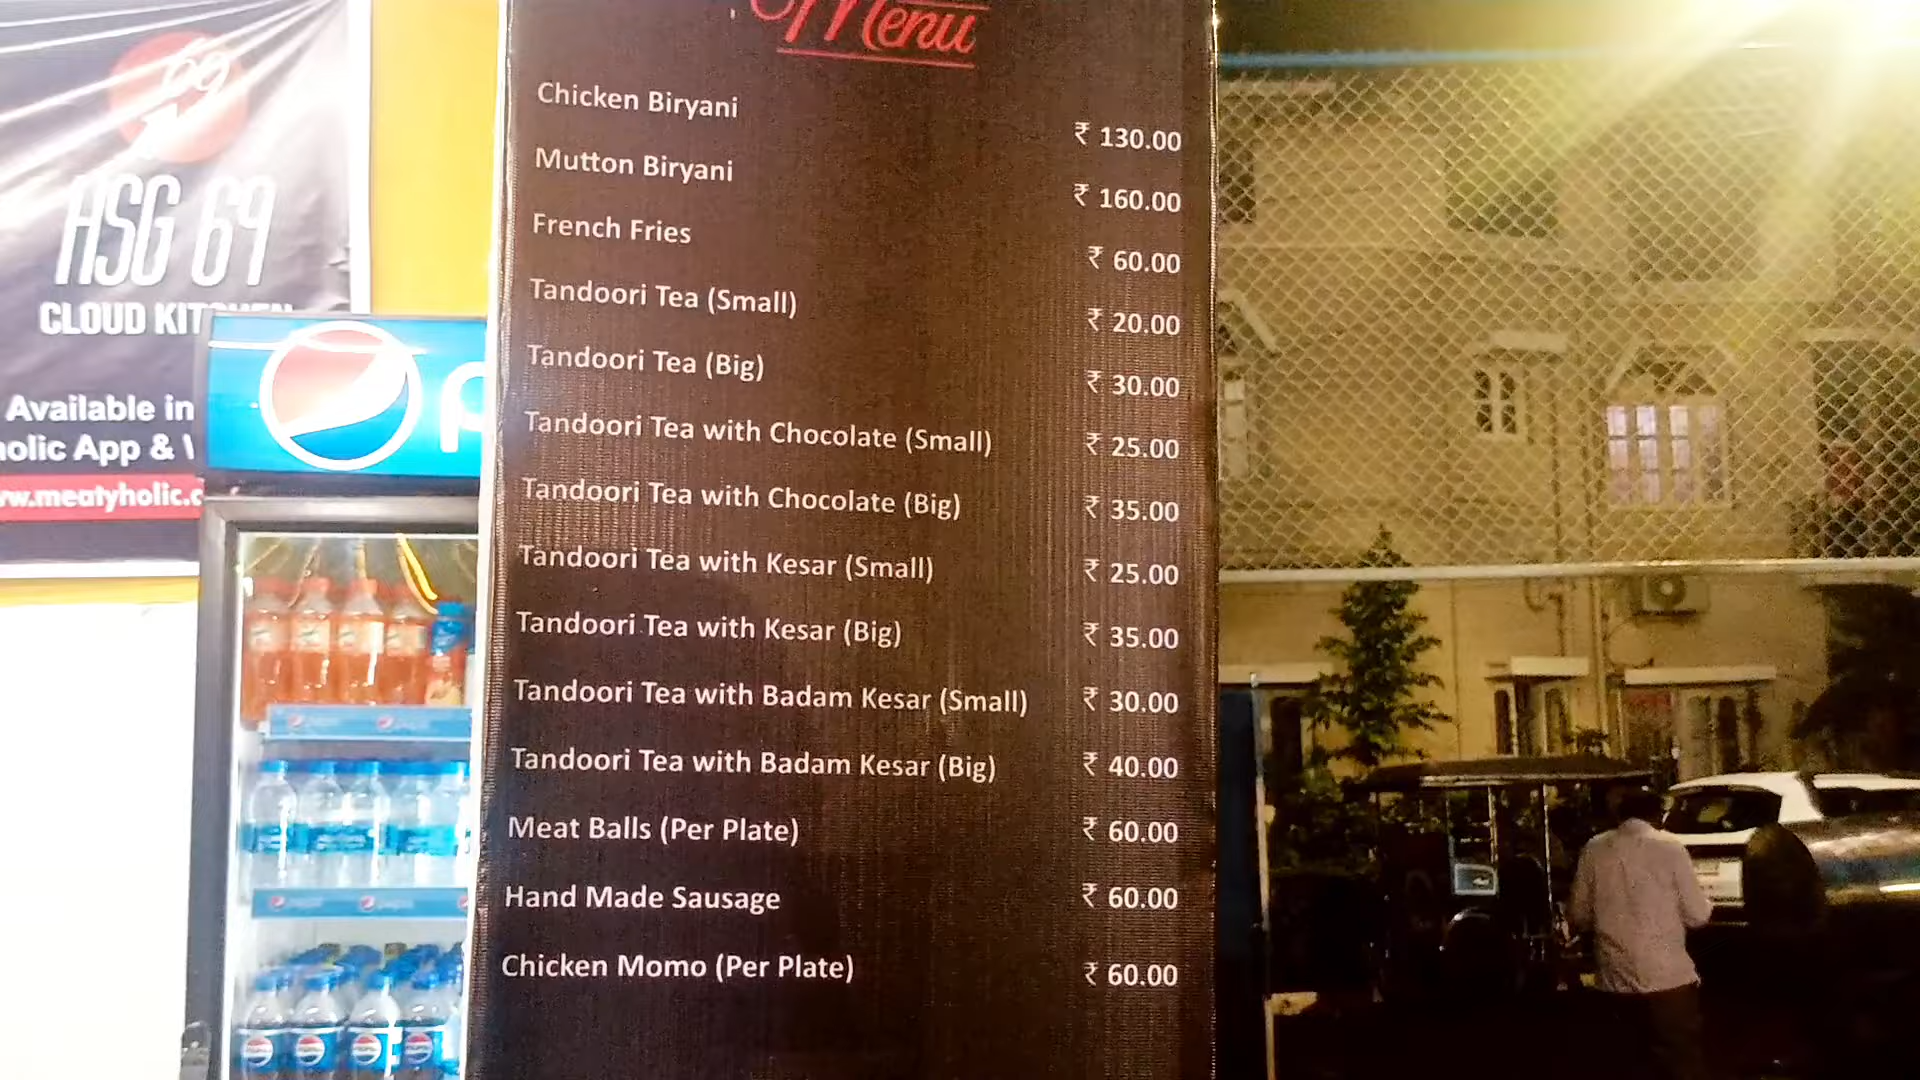 Menu
Chicken Biryani ₹ 130.00
Mutton Biryani ₹ 160.00
French Fries ₹ 60.00
Tandoori Tea (Small) ₹ 20.00
Tandoori Tea (Big) ₹ 30.00
Tandoori Tea with Chocolate (Small) ₹ 25.00
Tandoori Tea with Chocolate (Big) ₹ 35.00
Tandoori Tea with Kesar (Small) ₹ 25.00
Tandoori Tea with Kesar (Big) ₹ 35.00
Tandoori Tea with Badam Kesar (Small) ₹ 30.00
Tandoori Tea with Badam Kesar (Big) ₹ 40.00
Meat Balls (Per Plate) ₹ 60.00
Hand Made Sausage ₹ 60.00
Chicken Momo (Per Plate) ₹ 60.00
HSG 69
CLOUD KITCHEN
Available in
holic App &
ww.meatyholic.c